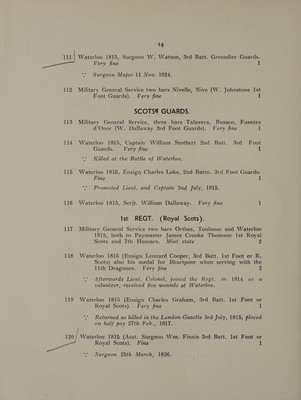 14
111 Waterloo 1815, Surgeon W. Watson, 3rd Batt. Grenadier Guards.
Very fine 1
∵ Surgeon Major 11 Nov. 1824.
112 Military General Service two bars Nivelle, Nive (W. Johnstone 1st
Foot Guards). Very fine 1
SCOTS GUARDS.
113 Military General Service, three bars Talavera, Busaco, Fuentes
d'Onor (W. Dallaway 3rd Foot Guards). Very fine 1
114 Waterloo 1815, Captain William Stothert 2nd Batt. 3rd Foot
Guards. Very fine 1
∵ Killed at the Battle of Waterloo.
115 Waterloo 1815, Ensign Charles Lake, 2nd Battn. 3rd Foot Guards.
Fine 1
∵ Promoted Lieut. and Captain 2nd July, 1815.
116 Waterloo 1815, Serjt. William Dallaway. Very fine 1
1st REGT. (Royal Scots).
117 Military General Service two bars Orthes, Toulouse and Waterloo
1815, both to Paymaster James Crooke Thomson 1st Royal
Scots and 7th Hussars. Mint state 2
118 Waterloo 1815 (Ensign Leonard Cooper, 3rd Batt. 1st Foot or R.
Scots) also his medal for Bhurtpoor when serving with the
11th Dragoons. Very fine 2
∵ Afterwards Lieut. Colonel, joined the Regt. in 1814 as a
volunteer, received five wounds at Waterloo.
119 Waterloo 1815 (Ensign Charles Graham, 3rd Batt. 1st Foot or
Royal Scots). Very fine 1
∵ Returned as killed in the London Gazette 3rd July, 1815, placed
on half pay 27th Feb., 1817.
120 Waterloo 1815 (Asst. Surgeon Wm. Finnie 3rd Batt. 1st Foot or
Royal Scots). Fine 1
∵ Surgeon 25th March, 1836.